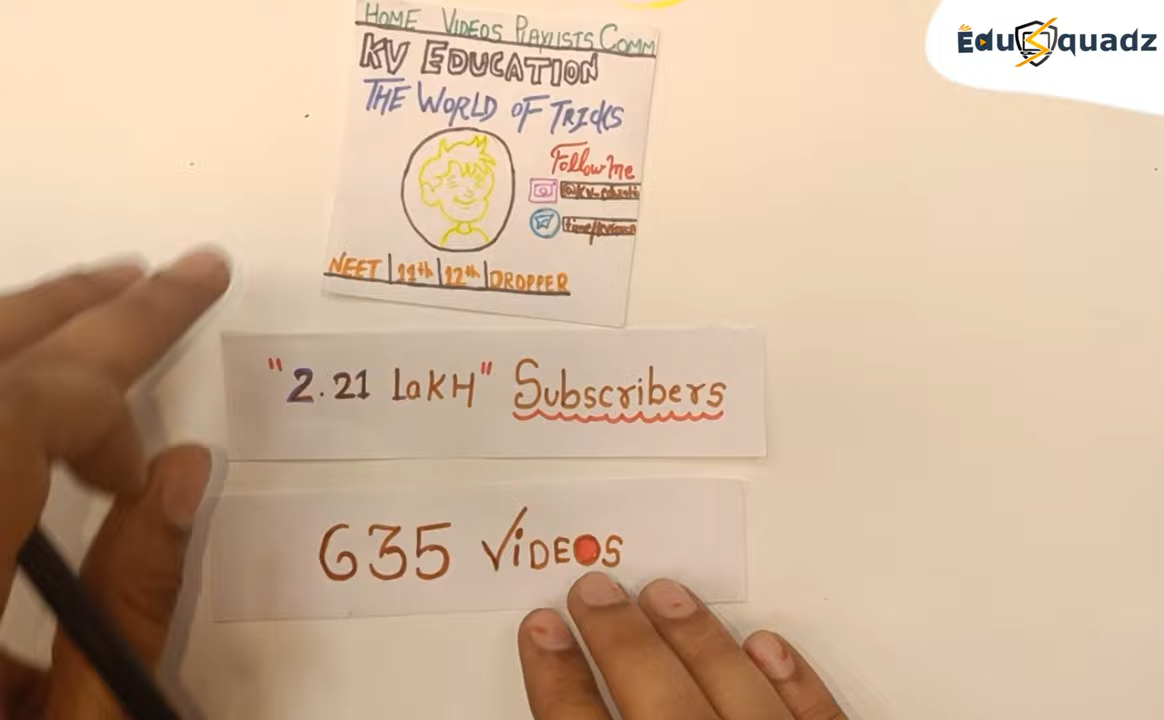 HOME VIDEOS PLAYLISTS COMM
EduSquadz
KV EDUCATION
THE WORLD OF TRICKS
Follow Me
NEET | 11th | 12th | DROPPER
"2.21 LaKH" Subscribers
635 ViDEOS